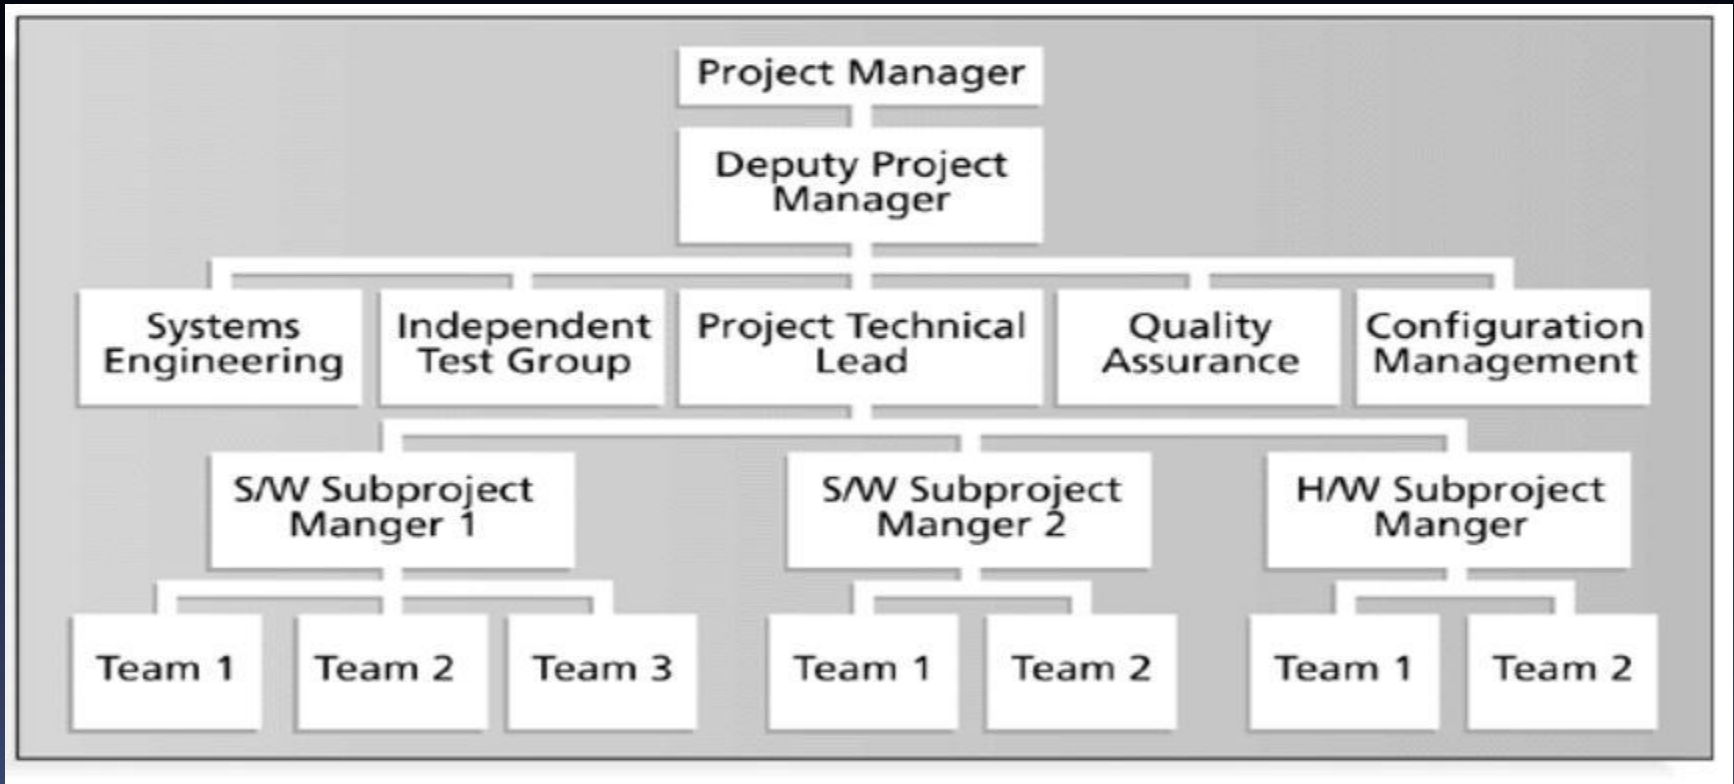 Project Manager
Deputy Project
Manager
Systems
Engineering
Independent
Test Group
Project Technical
Lead
Quality
Assurance
Configuration
Management
S/W Subproject
Manger 1
S/W Subproject
Manger 2
H/W Subproject
Manger
Team 1
Team 2
Team 3
Team 1
Team 2
Team 1
Team 2